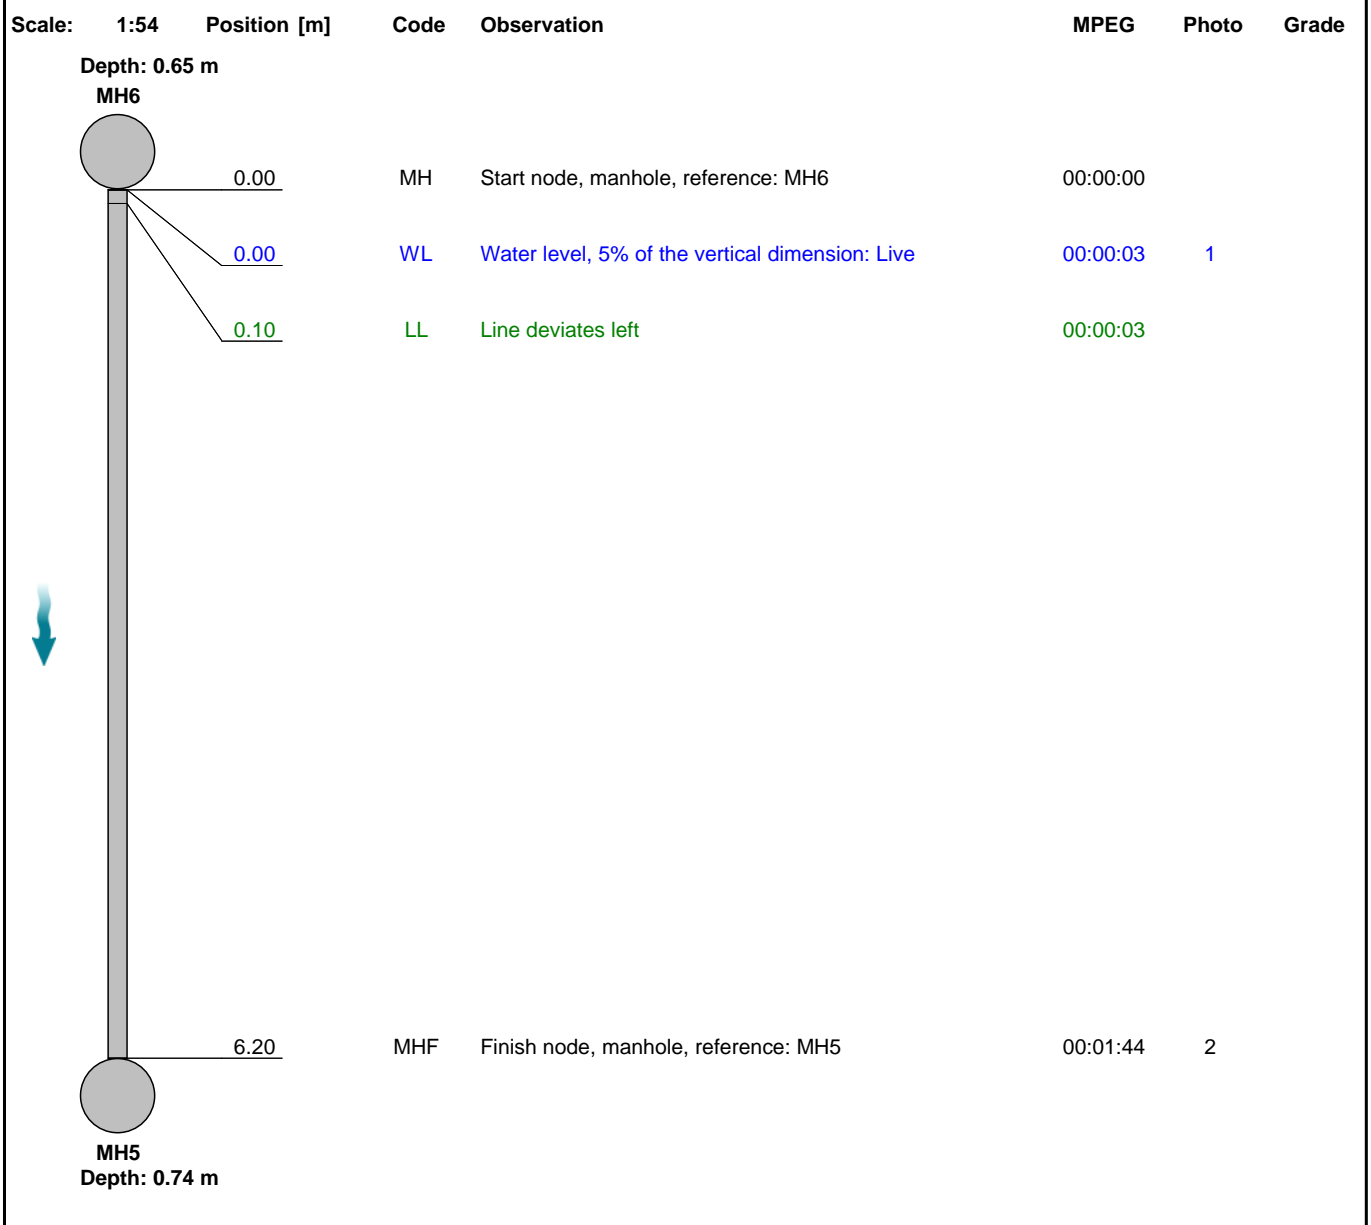 Scale: 1:54 Position [m] Code Observation MPEG Photo Grade
Depth: 0.65 m
MH6
0.00 MH Start node, manhole, reference: MH6 00:00:00
0.00 WL Water level, 5% of the vertical dimension: Live 00:00:03 1
0.10 LL Line deviates left 00:00:03
6.20 MHF Finish node, manhole, reference: MH5 00:01:44 2
MH5
Depth: 0.74 m